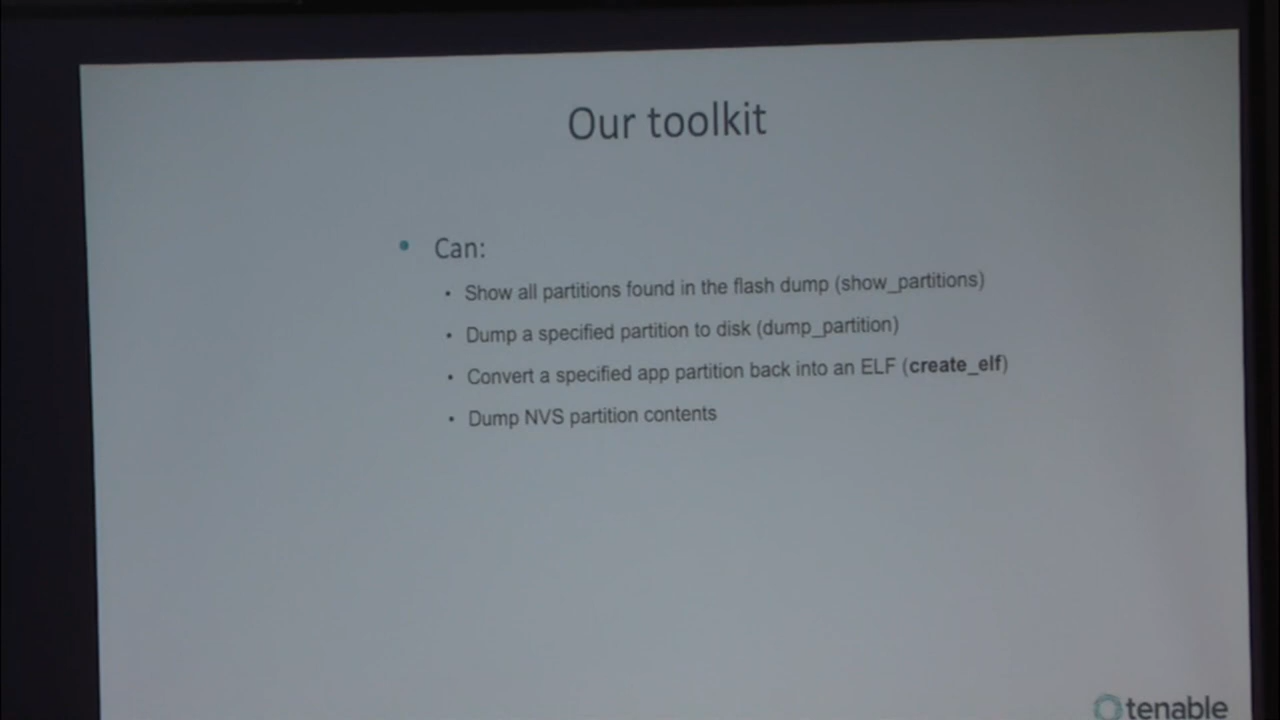 Our toolkit
• Can:
• Show all partitions found in the flash dump (show_partitions)
• Dump a specified partition to disk (dump_partition)
• Convert a specified app partition back into an ELF (create_elf)
• Dump NVS partition contents
tenable